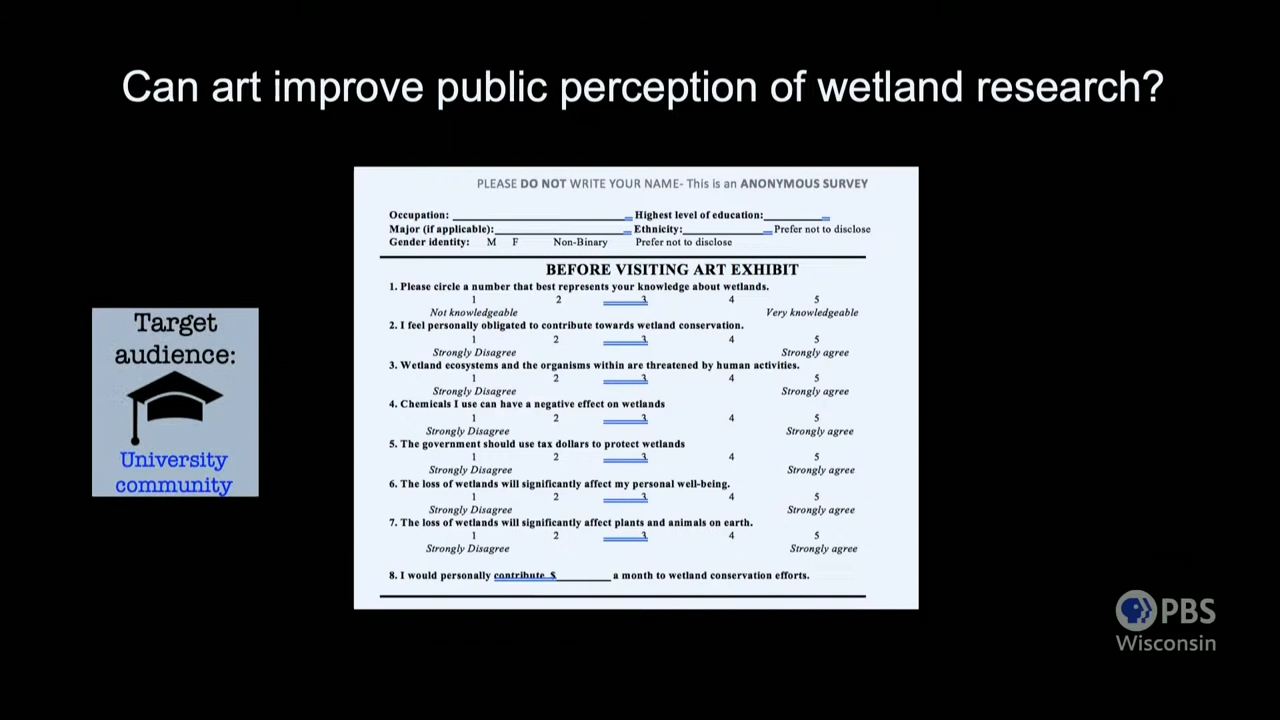 Can art improve public perception of wetland research?
PLEASE DO NOT WRITE YOUR NAME- This is an ANONYMOUS SURVEY
Occupation: Highest level of education:
Major (if applicable): Ethnicity: Prefer not to disclose
Gender identity: M F Non-Binary Prefer not to disclose
BEFORE VISITING ART EXHIBIT
1. Please circle a number that best represents your knowledge about wetlands.
1 2 3 4 5
Not knowledgeable Very knowledgeable
2. I feel personally obligated to contribute towards wetland conservation.
1 2 3 4 5
Strongly Disagree Strongly agree
3. Wetland ecosystems and the organisms within are threatened by human activities.
1 2 3 4 5
Strongly Disagree Strongly agree
4. Chemicals I use can have a negative effect on wetlands
1 2 3 4 5
Strongly Disagree Strongly agree
5. The government should use tax dollars to protect wetlands
1 2 3 4 5
Strongly Disagree Strongly agree
6. The loss of wetlands will significantly affect my personal well-being.
1 2 3 4 5
Strongly Disagree Strongly agree
7. The loss of wetlands will significantly affect plants and animals on earth.
1 2 3 4 5
Strongly Disagree Strongly agree
8. I would personally contribute $ a month to wetland conservation efforts.
Target
audience:
University
community
PBS
Wisconsin